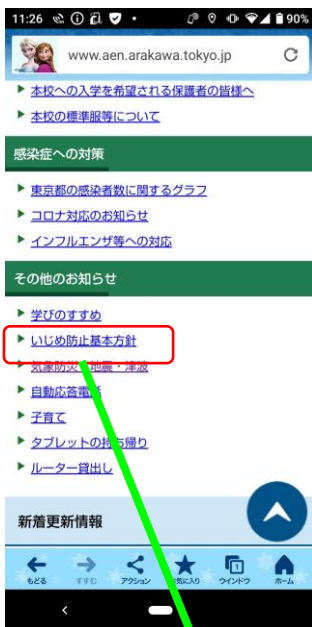 11:26 90%
www.aen.arakawa.tokyo.jp
本校への入学を希望される保護者の皆様へ
本校の標準服等について
感染症への対策
東京都の感染者数に関するグラフ
コロナ対応のお知らせ
インフルエンザ等への対応
その他のお知らせ
学びのすすめ
いじめ防止基本方針
気象防災・地震・津波
自動応答電話
子育て
タブレットの持ち帰り
ルーター貸出し
新着更新情報
もどる すすむ アクション お気に入り ウインドウ ホーム